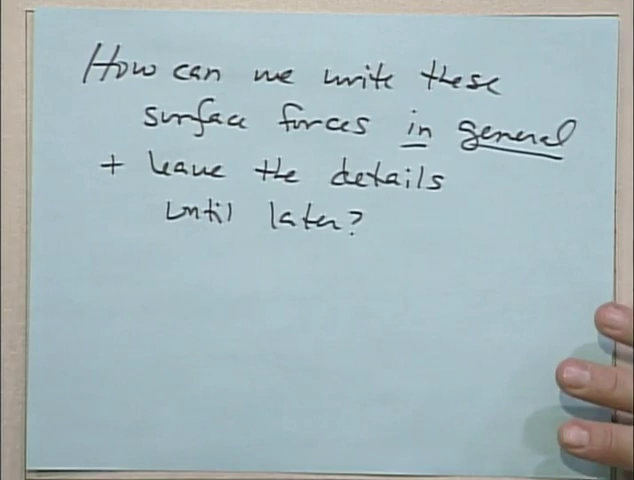 How can we write these
surface forces in general
+ leave the details
until later?